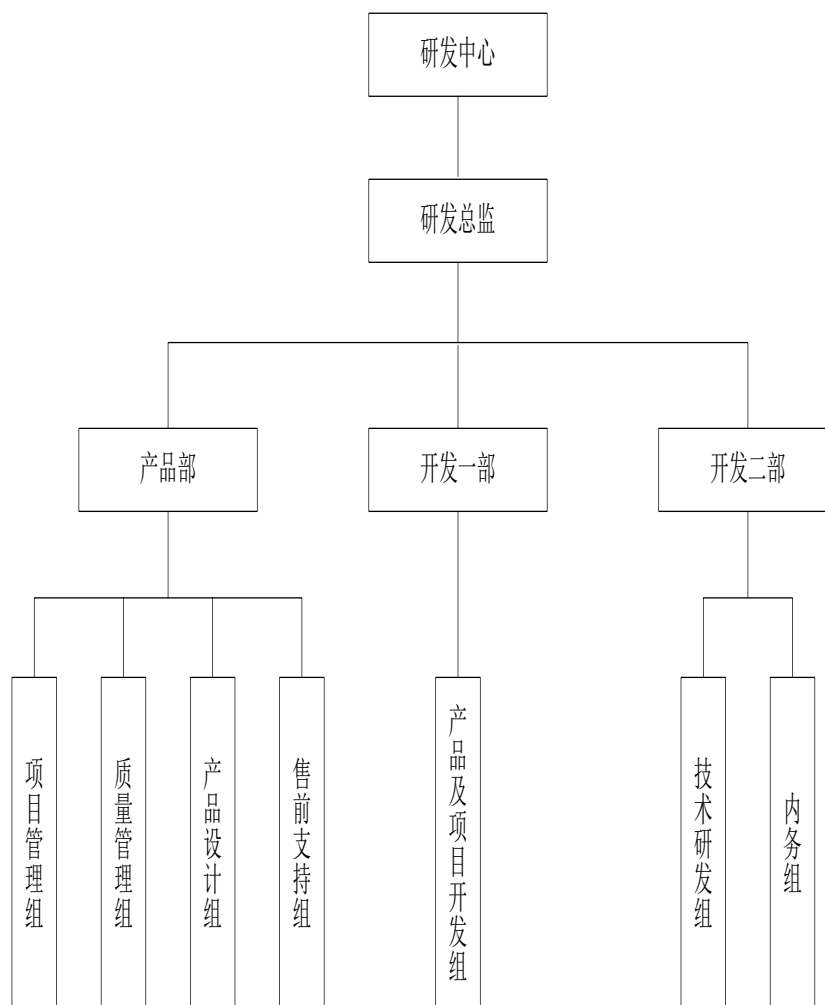 研发中心
研发总监
产品部
开发一部
开发二部
项目管理组
质量管理组
产品设计组
售前支持组
产品及项目开发组
技术研发组
内务组